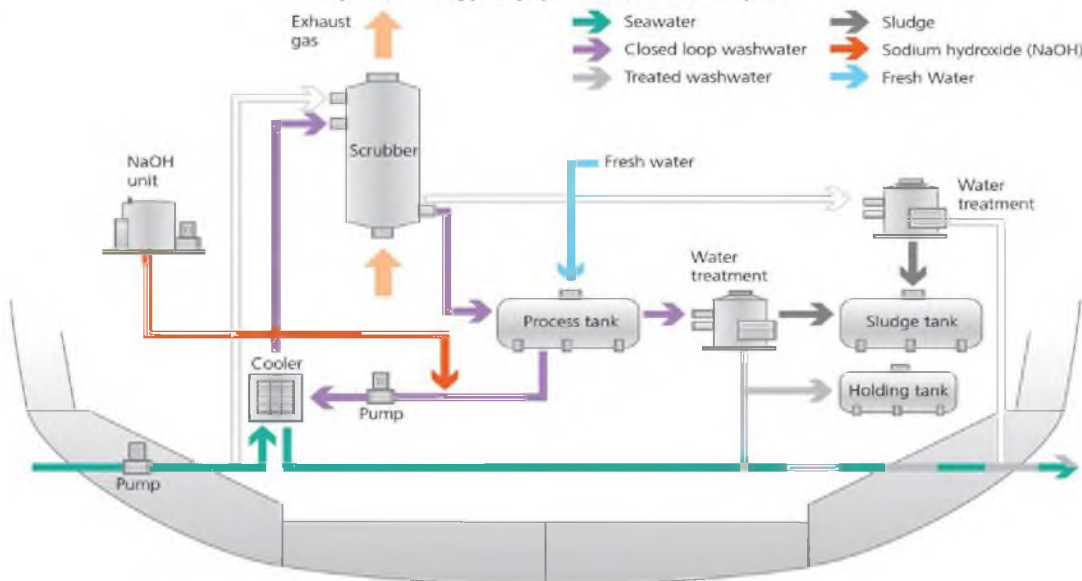 Exhaust
gas
Seawater
Closed loop washwater
Treated washwater
Sludge
Sodium hydroxide (NaOH)
Fresh Water
NaOH
unit
Scrubber
Fresh water
Water
treatment
Water
treatment
Process tank
Sludge tank
Cooler
Pump
Holding tank
Pump